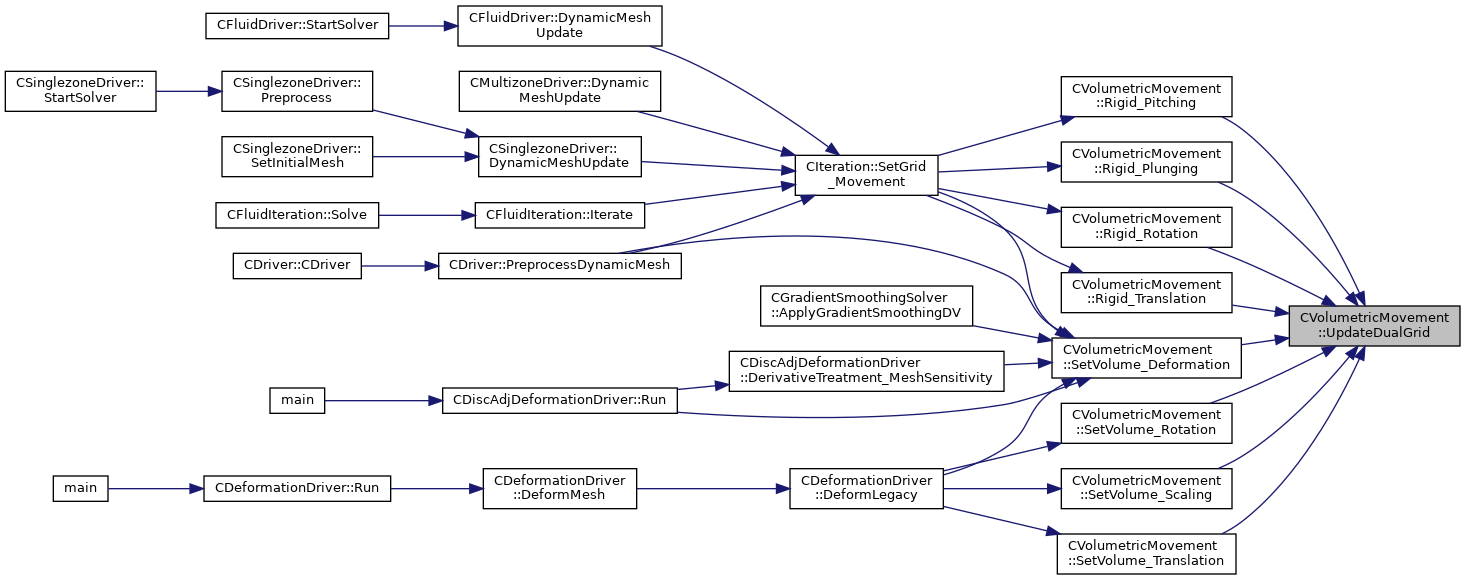 CFluidDriver::StartSolver
CFluidDriver::DynamicMesh
Update
CSinglezoneDriver::
StartSolver
CSinglezoneDriver::
Preprocess
CMultizoneDriver::Dynamic
MeshUpdate
CSinglezoneDriver::
SetInitialMesh
CSinglezoneDriver::
DynamicMeshUpdate
CFluidIteration::Solve
CFluidIteration::Iterate
CDriver::CDriver
CDriver::PreprocessDynamicMesh
CIteration::SetGrid
_Movement
CGradientSmoothingSolver
::ApplyGradientSmoothingDV
CDiscAdjDeformationDriver
::DerivativeTreatment_MeshSensitivity
main
CDiscAdjDeformationDriver::Run
main
CDeformationDriver::Run
CDeformationDriver
::DeformMesh
CDeformationDriver
::DeformLegacy
CVolumetricMovement
::Rigid_Pitching
CVolumetricMovement
::Rigid_Plunging
CVolumetricMovement
::Rigid_Rotation
CVolumetricMovement
::Rigid_Translation
CVolumetricMovement
::SetVolume_Deformation
CVolumetricMovement
::SetVolume_Rotation
CVolumetricMovement
::SetVolume_Scaling
CVolumetricMovement
::SetVolume_Translation
CVolumetricMovement
::UpdateDualGrid